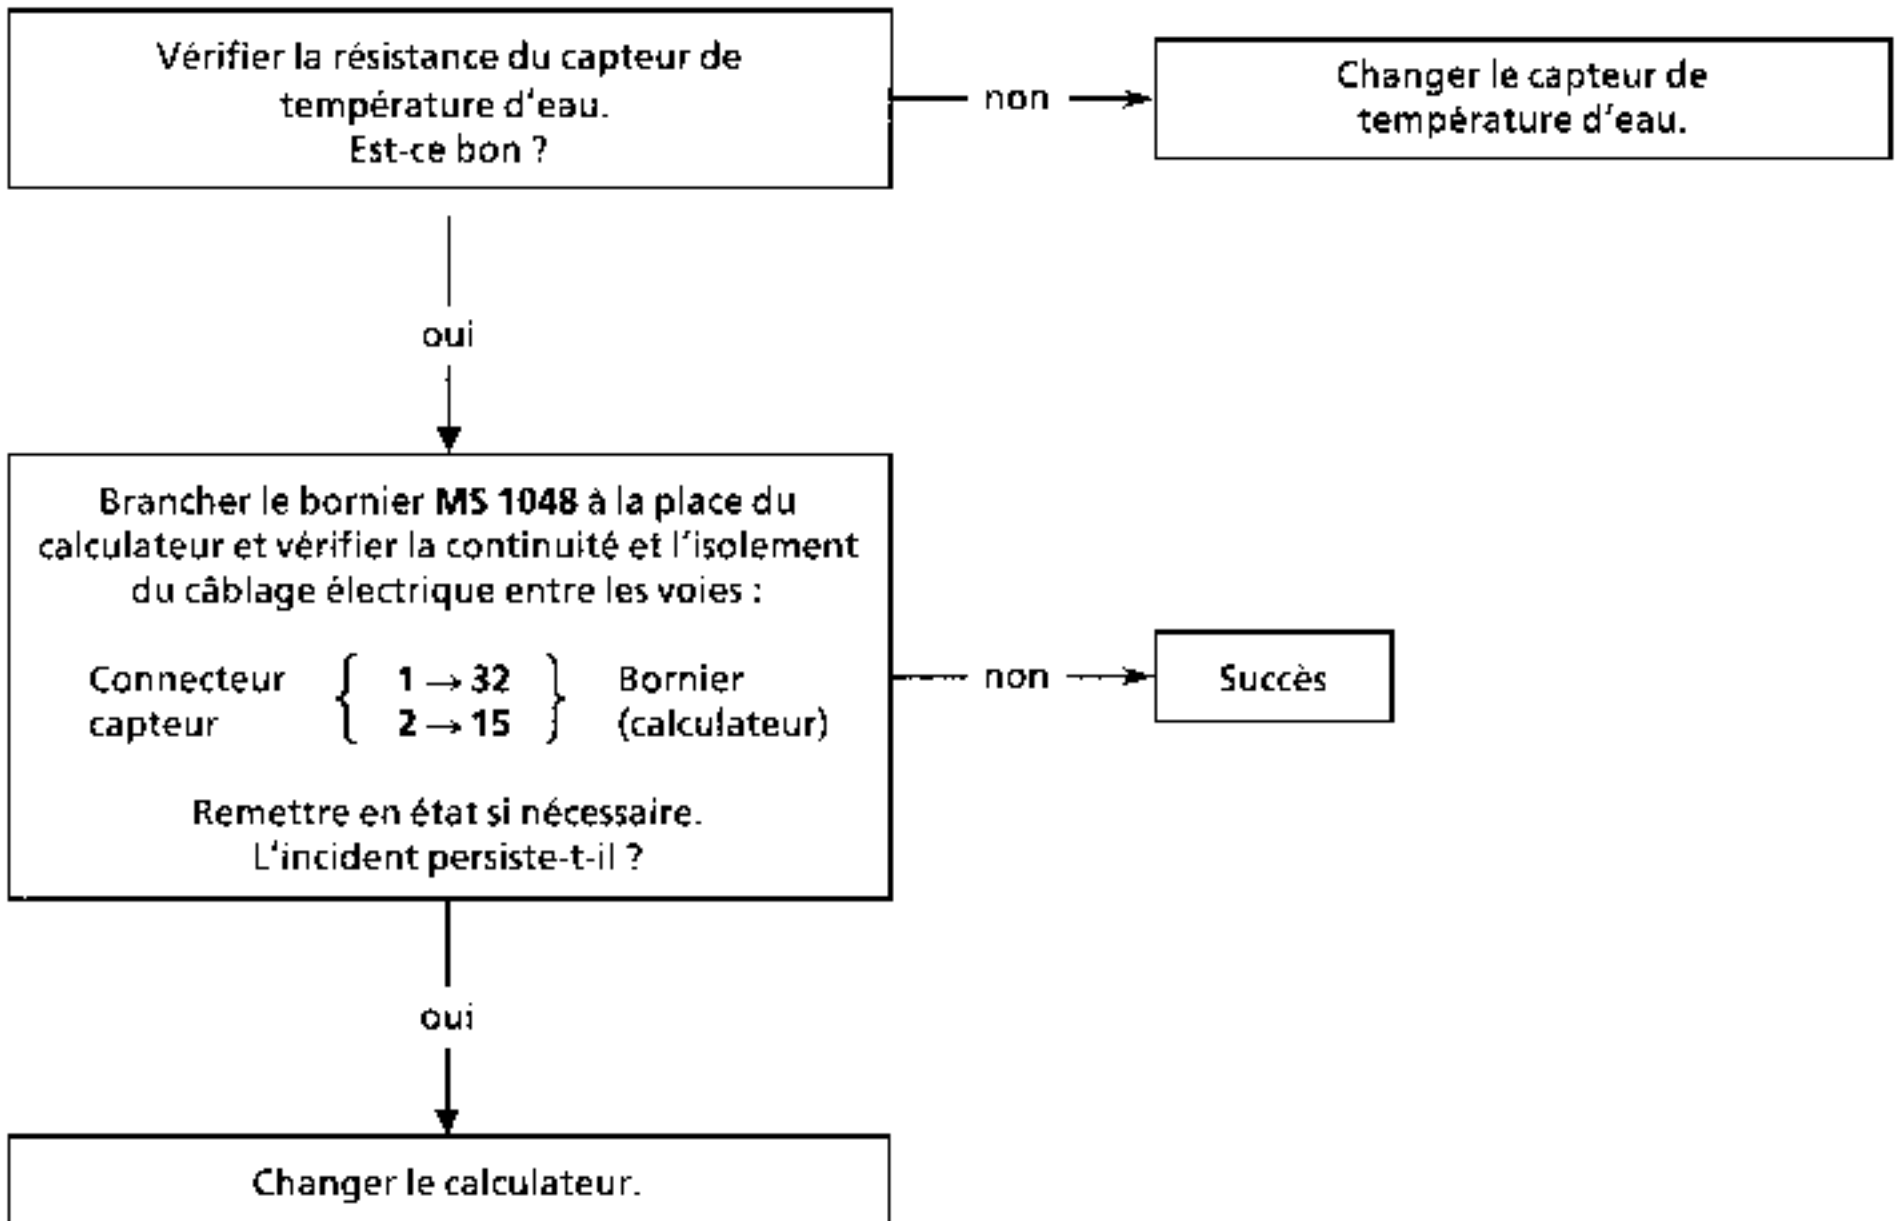 Vérifier la résistance du capteur de
température d'eau.
Est-ce bon ?
non
Changer le capteur de
température d'eau.
oui
Brancher le bornier MS 1048 à la place du
calculateur et vérifier la continuité et l'isolement
du câblage électrique entre les voies :
Connecteur { 1 → 32 } Bornier
capteur { 2 → 15 } (calculateur)
Remettre en état si nécessaire.
L'incident persiste-t-il ?
non
Succès
oui
Changer le calculateur.